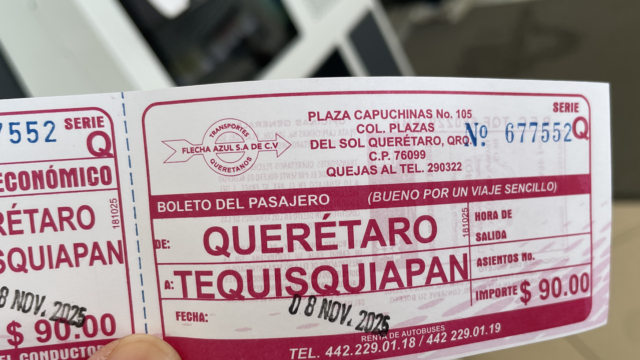 77552 SERIE Q
ECONÓMICO
RÉTARO
SQUIAPAN
181025
8 NOV. 2025
$ 90.00
EL CONDUCTO
TRANSPORTES
FLECHA AZUL S.A DE C.V
QUERETANOS
PLAZA CAPUCHINAS No. 105
COL. PLAZAS
DEL SOL QUERÉTARO, QRO.
C.P. 76099
QUEJAS AL TEL. 290322
SERIE
Nº 677552 Q
BOLETO DEL PASAJERO (BUENO POR UN VIAJE SENCILLO)
DE: QUERÉTARO
181025
HORA DE
SALIDA
A: TEQUISQUIAPAN
ASIENTOS No.
FECHA: 08 NOV. 2025
IMPORTE $ 90.00
RENTA DE AUTOBUSES
TEL. 442.229.01.18 / 442 229.01.19